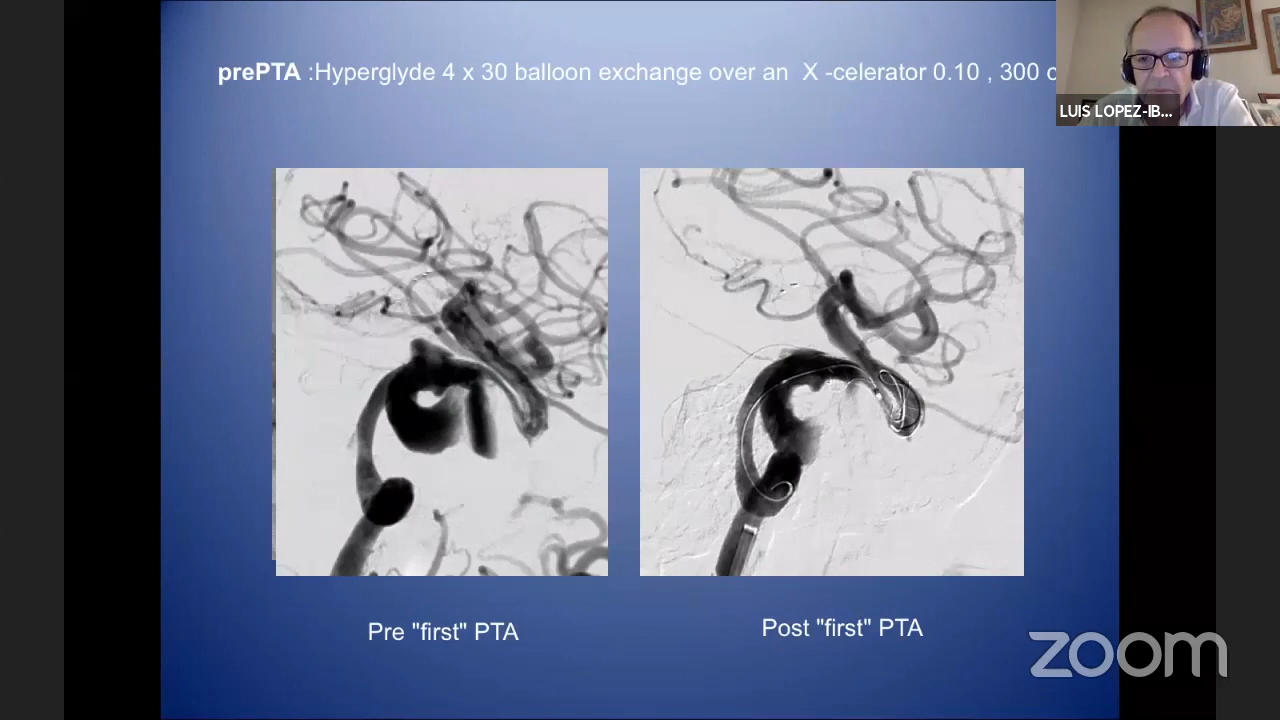 prePTA :Hyperglyde 4 x 30 balloon exchange over an X -celerator 0.10 , 300
LUIS LOPEZ-IB...
Pre "first" PTA
Post "first" PTA
zoom